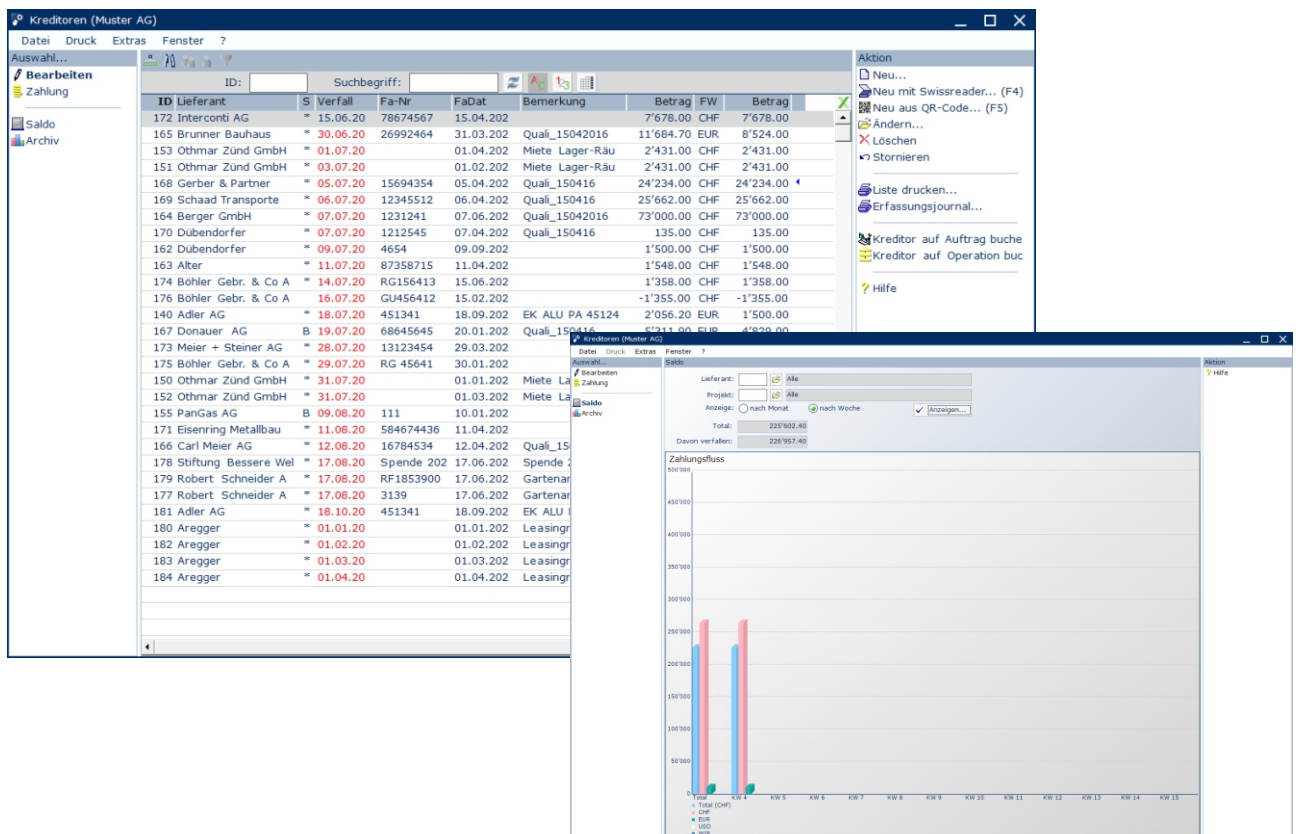 Kreditoren (Muster AG)
Datei Druck Extras Fenster ?
Auswahl...
Bearbeiten
Zahlung
Saldo
Archiv
ID: Suchbegriff:
ID Lieferant S Verfall Fa-Nr FaDat Bemerkung Betrag FW Betrag
172 Interconti AG * 15.06.20 78674567 15.04.202 7'678.00 CHF 7'678.00
165 Brunner Bauhaus * 30.06.20 26992464 31.03.202 Quali_15042016 11'684.70 EUR 8'524.00
153 Othmar Zünd GmbH * 01.07.20 01.04.202 Miete Lager-Räu 2'431.00 CHF 2'431.00
151 Othmar Zünd GmbH * 03.07.20 01.02.202 Miete Lager-Räu 2'431.00 CHF 2'431.00
168 Gerber & Partner * 05.07.20 15694354 05.04.202 Quali_150416 24'234.00 CHF 24'234.00
169 Schaad Transporte * 06.07.20 12345512 06.04.202 Quali_150416 25'662.00 CHF 25'662.00
164 Berger GmbH * 07.07.20 1231241 07.06.202 Quali_15042016 73'000.00 CHF 73'000.00
170 Dübendorfer * 07.07.20 1212545 07.04.202 Quali_150416 135.00 CHF 135.00
162 Dübendorfer * 09.07.20 4654 09.09.202 1'500.00 CHF 1'500.00
163 Alter * 11.07.20 87358715 11.04.202 1'548.00 CHF 1'548.00
174 Böhler Gebr. & Co A * 14.07.20 RG156413 15.06.202 1'358.00 CHF 1'358.00
176 Böhler Gebr. & Co A 16.07.20 GU456412 15.02.202 -1'355.00 CHF -1'355.00
140 Adler AG * 18.07.20 451341 18.09.202 EK ALU PA 45124 2'056.20 EUR 1'500.00
167 Donauer AG B 19.07.20 68645645 20.01.202 Quali_150416 5'311.90 EUR 4'829.00
173 Meier + Steiner AG * 28.07.20 13123454 29.03.202
175 Böhler Gebr. & Co A * 29.07.20 RG 45641 30.01.202
150 Othmar Zünd GmbH * 31.07.20 01.01.202 Miete La
152 Othmar Zünd GmbH * 31.07.20 01.03.202 Miete La
155 PanGas AG B 09.08.20 111 10.01.202
171 Eisenring Metallbau * 11.08.20 584674436 11.04.202
166 Carl Meier AG * 12.08.20 16784534 12.04.202 Quali_15
178 Stiftung Bessere Wel * 17.08.20 Spende 202 17.06.202 Spende
179 Robert Schneider A * 17.08.20 RF1853900 17.06.202 Gartenar
177 Robert Schneider A * 17.08.20 3139 17.06.202 Gartenar
181 Adler AG * 18.10.20 451341 18.09.202 EK ALU
180 Aregger * 01.01.20 01.01.202 Leasingr
182 Aregger * 01.02.20 01.02.202 Leasingr
183 Aregger * 01.03.20 01.03.202 Leasingr
184 Aregger * 01.04.20 01.04.202 Leasingr
Aktion
Neu...
Neu mit Swissreader... (F4)
Neu aus QR-Code... (F5)
Ändern...
Löschen
Stornieren
Liste drucken...
Erfassungsjournal...
Kreditor auf Auftrag buche
Kreditor auf Operation buc
? Hilfe
Kreditoren (Muster AG)
Datei Druck Extras Fenster ?
Auswahl...
Bearbeiten
Zahlung
Saldo
Archiv
Saldo
Lieferant: Alle
Projekt: Alle
Anzeige: nach Monat nach Woche Anzeigen...
Total: 225'602.40
Davon verfallen: 226'957.40
Aktion
? Hilfe
Zahlungsfluss
500'000
450'000
400'000
350'000
300'000
250'000
200'000
150'000
100'000
50'000
0
Total KW 4 KW 5 KW 6 KW 7 KW 8 KW 9 KW 10 KW 11 KW 12 KW 13 KW 14 KW 15
Total (CHF)
CHF
EUR
USD